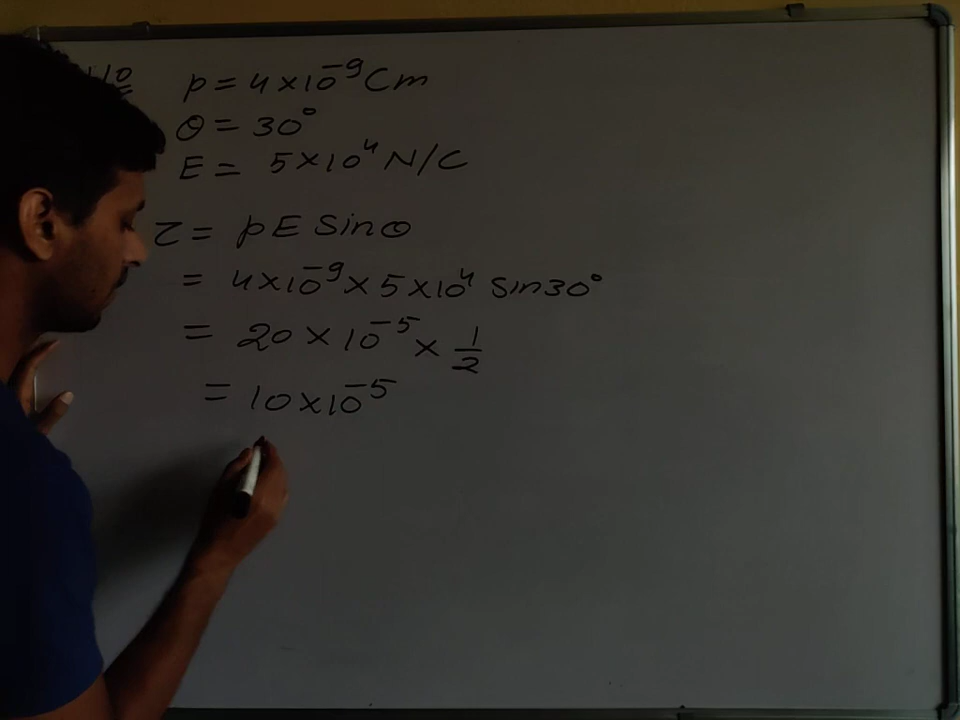 p = 4×10⁻⁹ Cm
θ = 30°
E = 5×10⁴ N/C
τ = pE Sinθ
= 4×10⁻⁹ × 5×10⁴ Sin30°
= 20 × 10⁻⁵ × 1/2
= 10×10⁻⁵